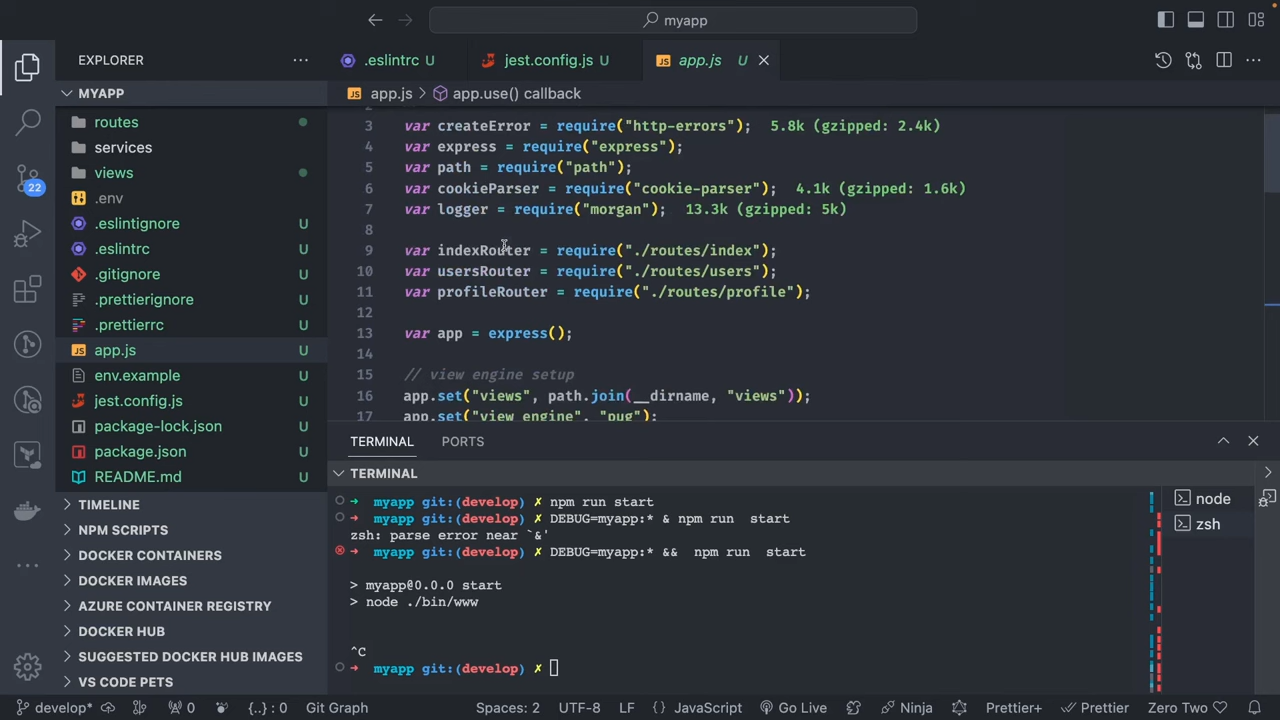 myapp
EXPLORER
.eslintrc U
jest.config.js U
JS app.js U
MYAPP
JS app.js > app.use() callback
routes
services
views
.env
.eslintignore U
.eslintrc U
.gitignore U
.prettierignore U
.prettierrc U
JS app.js U
env.example U
jest.config.js U
package-lock.json U
package.json U
README.md U
TIMELINE
NPM SCRIPTS
DOCKER CONTAINERS
DOCKER IMAGES
AZURE CONTAINER REGISTRY
DOCKER HUB
SUGGESTED DOCKER HUB IMAGES
VS CODE PETS
22
3 var createError = require("http-errors"); 5.8k (gzipped: 2.4k)
4 var express = require("express");
5 var path = require("path");
6 var cookieParser = require("cookie-parser"); 4.1k (gzipped: 1.6k)
7 var logger = require("morgan"); 13.3k (gzipped: 5k)
8
9 var indexRouter = require("./routes/index");
10 var usersRouter = require("./routes/users");
11 var profileRouter = require("./routes/profile");
12
13 var app = express();
14
15 // view engine setup
16 app.set("views", path.join(__dirname, "views"));
17 app.set("view engine", "pug");
TERMINAL PORTS
TERMINAL
➜ myapp git:(develop) ✗ npm run start
➜ myapp git:(develop) ✗ DEBUG=myapp:* & npm run  start
zsh: parse error near `&'
➜ myapp git:(develop) ✗ DEBUG=myapp:* &&  npm run  start
> myapp@0.0.0 start
> node ./bin/www
^C
➜ myapp git:(develop) ✗
node
zsh
develop* 0 {..} : 0 Git Graph Spaces: 2 UTF-8 LF {} JavaScript Go Live Ninja Prettier+ Prettier Zero Two